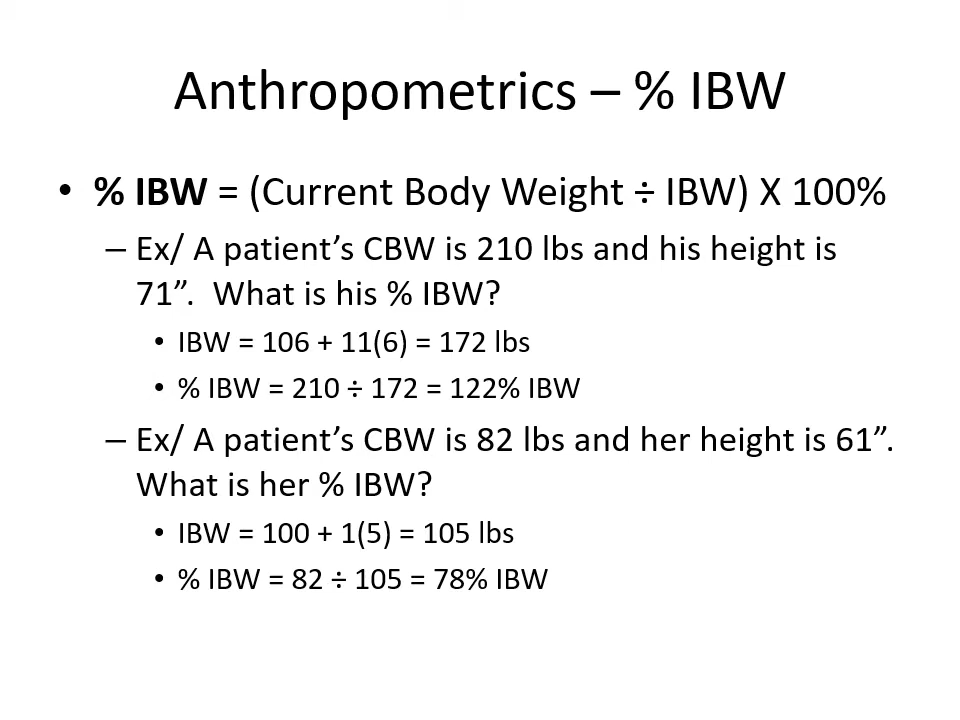 Anthropometrics – % IBW
• % IBW = (Current Body Weight ÷ IBW) X 100%
– Ex/ A patient’s CBW is 210 lbs and his height is
71”.  What is his % IBW?
• IBW = 106 + 11(6) = 172 lbs
• % IBW = 210 ÷ 172 = 122% IBW
– Ex/ A patient’s CBW is 82 lbs and her height is 61”.
What is her % IBW?
• IBW = 100 + 1(5) = 105 lbs
• % IBW = 82 ÷ 105 = 78% IBW